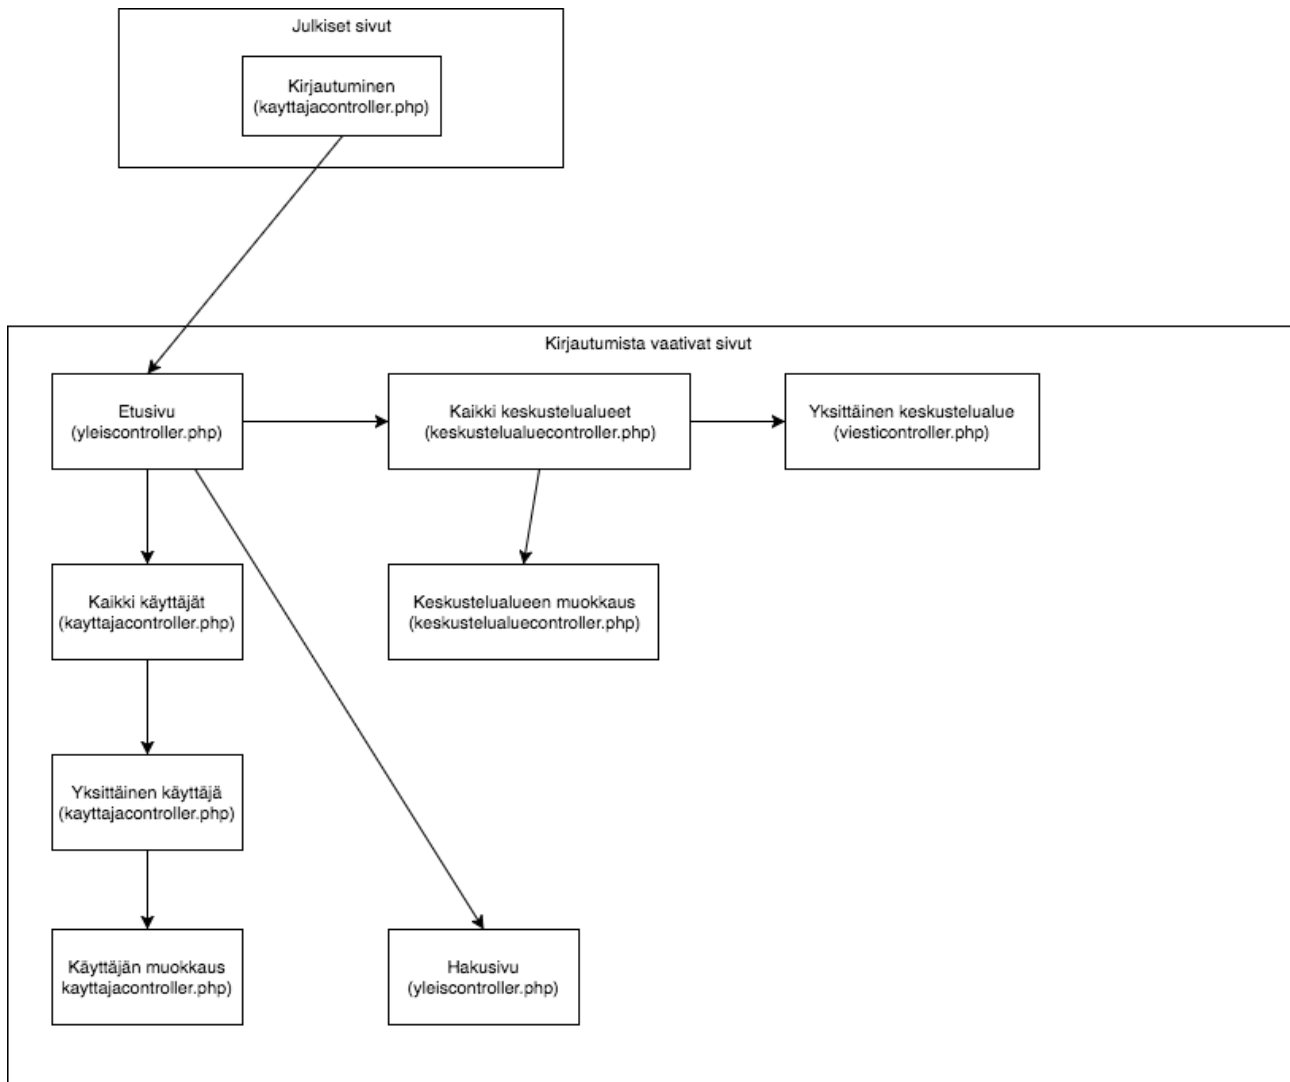 Julkiset sivut
Kirjautuminen
(kayttajacontroller.php)
Kirjautumista vaativat sivut
Etusivu
(yleiscontroller.php)
Kaikki keskustelualueet
(keskustelualuecontroller.php)
Yksittäinen keskustelualue
(viesticontroller.php)
Kaikki käyttäjät
(kayttajacontroller.php)
Keskustelualueen muokkaus
(keskustelualuecontroller.php)
Yksittäinen käyttäjä
(kayttajacontroller.php)
Käyttäjän muokkaus
kayttajacontroller.php)
Hakusivu
(yleiscontroller.php)